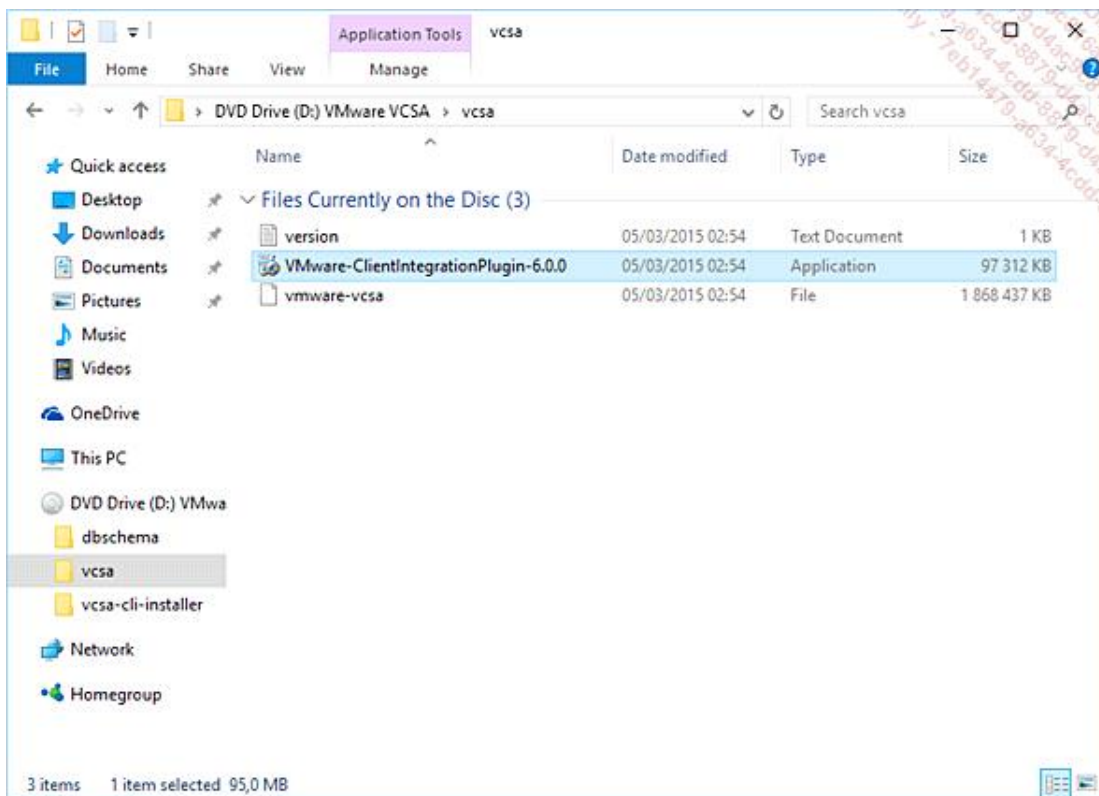 Application Tools vcsa
File Home Share View Manage
DVD Drive (D:) VMware VCSA > vcsa Search vcsa
Name Date modified Type Size
Quick access
Files Currently on the Disc (3)
Desktop
Downloads
version 05/03/2015 02:54 Text Document 1 KB
Documents
VMware-ClientIntegrationPlugin-6.0.0 05/03/2015 02:54 Application 97 312 KB
Pictures
vmware-vcsa 05/03/2015 02:54 File 1 868 437 KB
Music
Videos
OneDrive
This PC
DVD Drive (D:) VMwa
dbschema
vcsa
vcsa-cli-installer
Network
Homegroup
3 items 1 item selected 95,0 MB